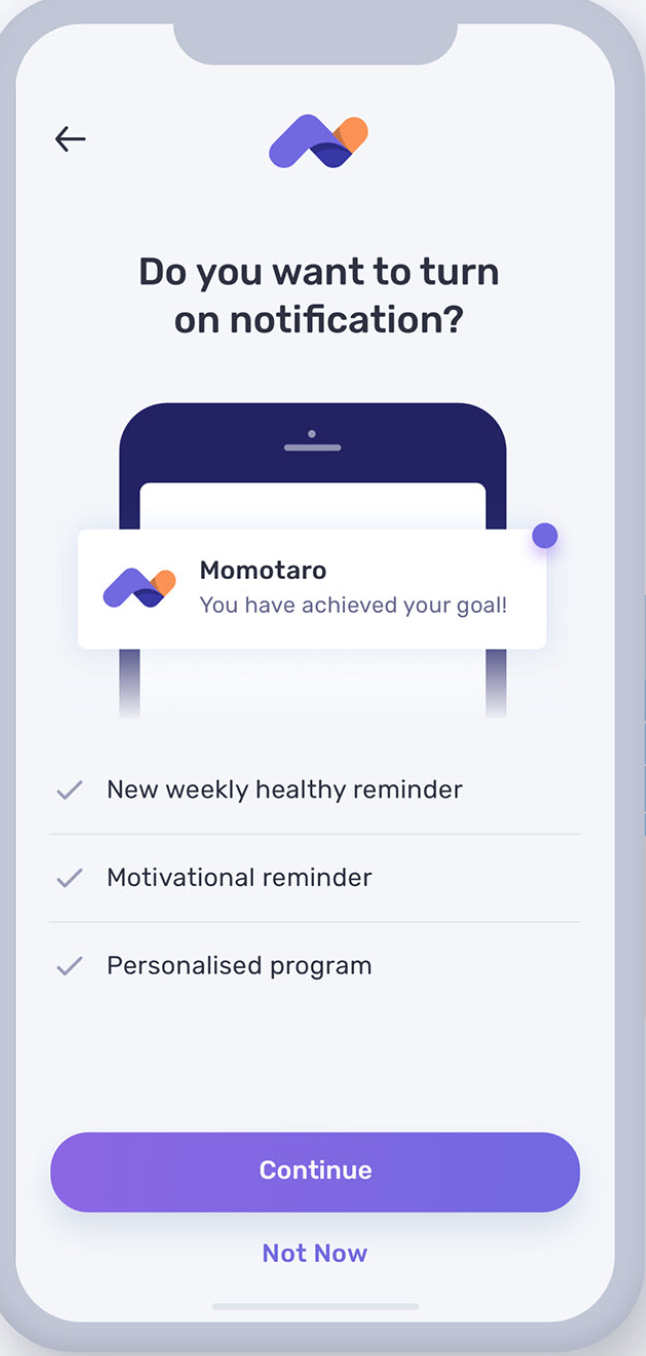 Do you want to turn
on notification?
Momotaro
You have achieved your goal!
New weekly healthy reminder
Motivational reminder
Personalised program
Continue
Not Now